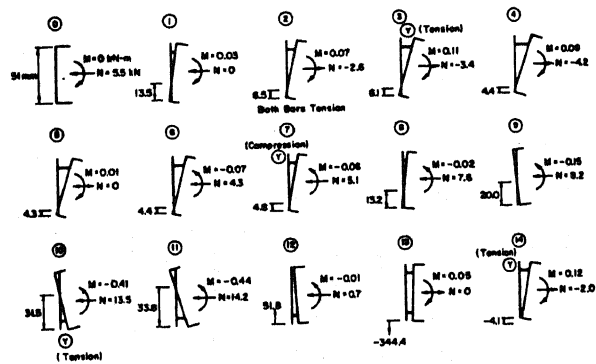 0 1 2 3 4
Y (Tension)
51 mm M = 0 kN-m N = 5.5 kN
13.5 M = 0.03 N = 0
6.5 M = 0.07 N = -2.6
Both Bars Tension
6.1 M = 0.11 N = -3.4
4.4 M = 0.09 N = -4.2
5 6 7 8 9
(Compression)
Y
4.3 M = 0.01 N = 0
4.4 M = -0.07 N = 4.3
4.8 M = -0.06 N = 5.1
13.2 M = -0.02 N = 7.6
20.0 M = -0.15 N = 9.2
10 11 12 13 14
(Tension)
Y
31.5 M = -0.41 N = 13.5
33.8 M = -0.44 N = 14.2
51.8 M = -0.01 N = 0.7
-344.4 M = 0.05 N = 0
-4.1 M = 0.12 N = -2.0
Y
(Tension)